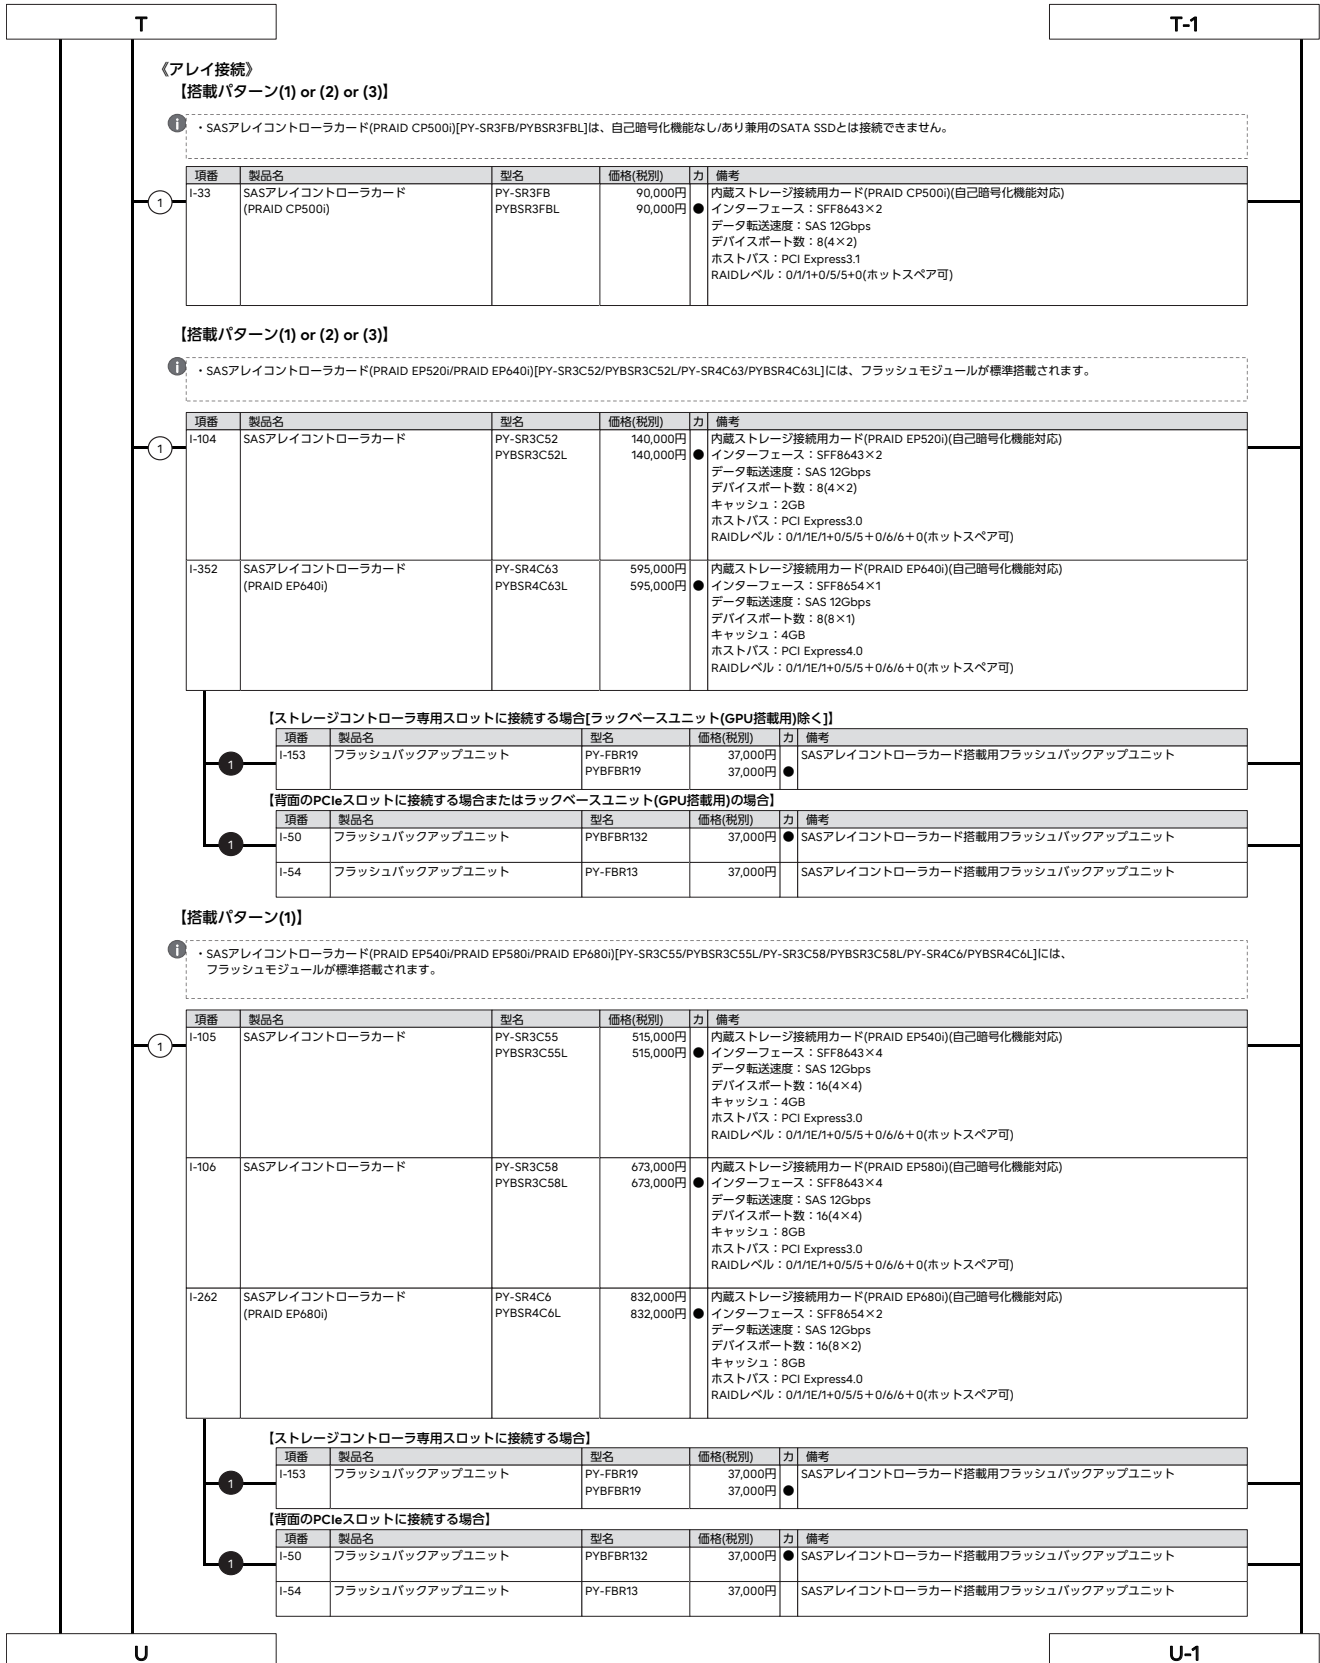 T
T-1
《アレイ接続》
【搭載パターン(1) or (2) or (3)】
i ・SASアレイコントローラカード(PRAID CP500i)[PY-SR3FB/PYBSR3FBL]は、自己暗号化機能なし/あり兼用のSATA SSDとは接続できません。
項番 製品名 型名 価格(税別) カ 備考
1 I-33 SASアレイコントローラカード PY-SR3FB 90,000円 内蔵ストレージ接続用カード(PRAID CP500i)(自己暗号化機能対応)
(PRAID CP500i) PYBSR3FBL 90,000円 ● インターフェース：SFF8643×2
データ転送速度：SAS 12Gbps
デバイスポート数：8(4×2)
ホストバス：PCI Express3.1
RAIDレベル：0/1/1+0/5/5+0(ホットスペア可)
【搭載パターン(1) or (2) or (3)】
i ・SASアレイコントローラカード(PRAID EP520i/PRAID EP640i)[PY-SR3C52/PYBSR3C52L/PY-SR4C63/PYBSR4C63L]には、フラッシュモジュールが標準搭載されます。
項番 製品名 型名 価格(税別) カ 備考
1 I-104 SASアレイコントローラカード PY-SR3C52 140,000円 内蔵ストレージ接続用カード(PRAID EP520i)(自己暗号化機能対応)
PYBSR3C52L 140,000円 ● インターフェース：SFF8643×2
データ転送速度：SAS 12Gbps
デバイスポート数：8(4×2)
キャッシュ：2GB
ホストバス：PCI Express3.0
RAIDレベル：0/1/1E/1+0/5/5＋0/6/6＋0(ホットスペア可)
I-352 SASアレイコントローラカード PY-SR4C63 595,000円 内蔵ストレージ接続用カード(PRAID EP640i)(自己暗号化機能対応)
(PRAID EP640i) PYBSR4C63L 595,000円 ● インターフェース：SFF8654×1
データ転送速度：SAS 12Gbps
デバイスポート数：8(8×1)
キャッシュ：4GB
ホストバス：PCI Express4.0
RAIDレベル：0/1/1E/1+0/5/5＋0/6/6＋0(ホットスペア可)
【ストレージコントローラ専用スロットに接続する場合[ラックベースユニット(GPU搭載用)除く]】
項番 製品名 型名 価格(税別) カ 備考
1 I-153 フラッシュバックアップユニット PY-FBR19 37,000円 SASアレイコントローラカード搭載用フラッシュバックアップユニット
PYBFBR19 37,000円 ●
【背面のPCIeスロットに接続する場合またはラックベースユニット(GPU搭載用)の場合】
項番 製品名 型名 価格(税別) カ 備考
1 I-50 フラッシュバックアップユニット PYBFBR132 37,000円 ● SASアレイコントローラカード搭載用フラッシュバックアップユニット
I-54 フラッシュバックアップユニット PY-FBR13 37,000円 SASアレイコントローラカード搭載用フラッシュバックアップユニット
【搭載パターン(1)】
i ・SASアレイコントローラカード(PRAID EP540i/PRAID EP580i/PRAID EP680i)[PY-SR3C55/PYBSR3C55L/PY-SR3C58/PYBSR3C58L/PY-SR4C6/PYBSR4C6L]には、
フラッシュモジュールが標準搭載されます。
項番 製品名 型名 価格(税別) カ 備考
1 I-105 SASアレイコントローラカード PY-SR3C55 515,000円 内蔵ストレージ接続用カード(PRAID EP540i)(自己暗号化機能対応)
PYBSR3C55L 515,000円 ● インターフェース：SFF8643×4
データ転送速度：SAS 12Gbps
デバイスポート数：16(4×4)
キャッシュ：4GB
ホストバス：PCI Express3.0
RAIDレベル：0/1/1E/1+0/5/5＋0/6/6＋0(ホットスペア可)
I-106 SASアレイコントローラカード PY-SR3C58 673,000円 内蔵ストレージ接続用カード(PRAID EP580i)(自己暗号化機能対応)
PYBSR3C58L 673,000円 ● インターフェース：SFF8643×4
データ転送速度：SAS 12Gbps
デバイスポート数：16(4×4)
キャッシュ：8GB
ホストバス：PCI Express3.0
RAIDレベル：0/1/1E/1+0/5/5＋0/6/6＋0(ホットスペア可)
I-262 SASアレイコントローラカード PY-SR4C6 832,000円 内蔵ストレージ接続用カード(PRAID EP680i)(自己暗号化機能対応)
(PRAID EP680i) PYBSR4C6L 832,000円 ● インターフェース：SFF8654×2
データ転送速度：SAS 12Gbps
デバイスポート数：16(8×2)
キャッシュ：8GB
ホストバス：PCI Express4.0
RAIDレベル：0/1/1E/1+0/5/5＋0/6/6＋0(ホットスペア可)
【ストレージコントローラ専用スロットに接続する場合】
項番 製品名 型名 価格(税別) カ 備考
1 I-153 フラッシュバックアップユニット PY-FBR19 37,000円 SASアレイコントローラカード搭載用フラッシュバックアップユニット
PYBFBR19 37,000円 ●
【背面のPCIeスロットに接続する場合】
項番 製品名 型名 価格(税別) カ 備考
1 I-50 フラッシュバックアップユニット PYBFBR132 37,000円 ● SASアレイコントローラカード搭載用フラッシュバックアップユニット
I-54 フラッシュバックアップユニット PY-FBR13 37,000円 SASアレイコントローラカード搭載用フラッシュバックアップユニット
U
U-1